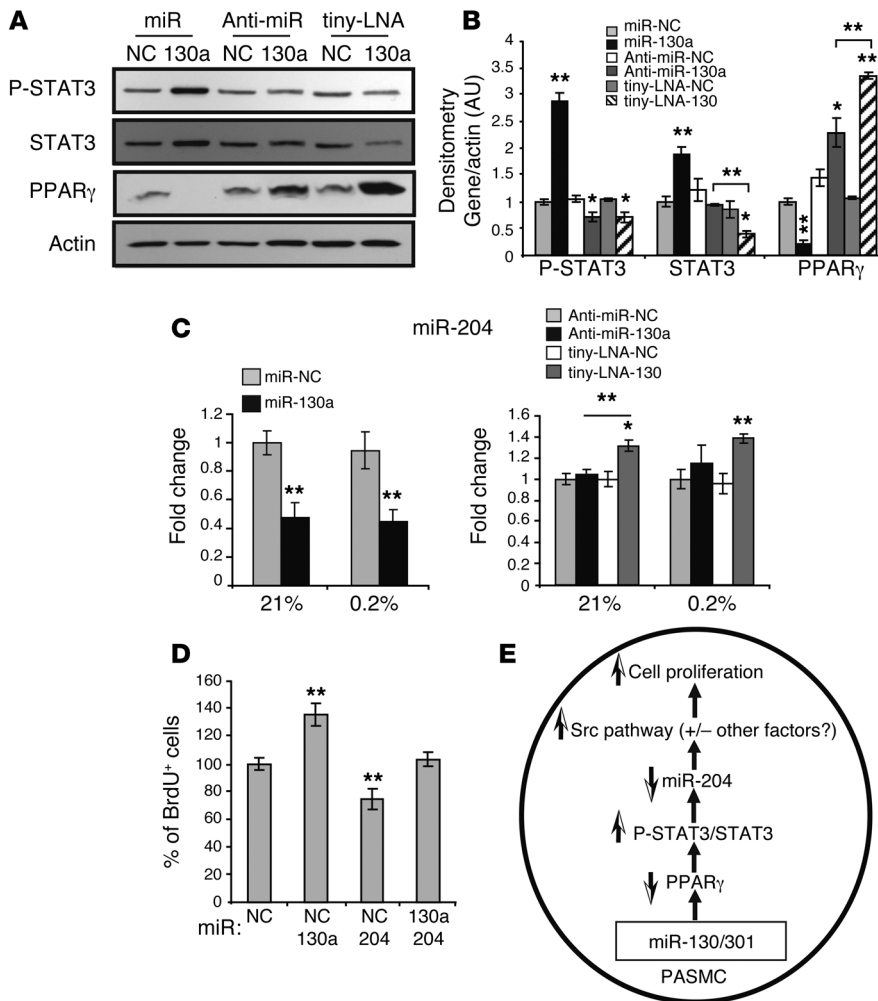 A
miR Anti-miR tiny-LNA
NC 130a NC 130a NC 130a
P-STAT3
STAT3
PPARγ
Actin
B
miR-NC
miR-130a
Anti-miR-NC
Anti-miR-130a
tiny-LNA-NC
tiny-LNA-130
Densitometry
Gene/actin (AU)
4
3.5
3
2.5
2
1.5
1
0.5
0
**
*
*
**
**
*
**
*
**
**
P-STAT3 STAT3 PPARγ
C
miR-204
miR-NC
miR-130a
Fold change
1.2
1
0.8
0.6
0.4
0.2
0
**
**
21% 0.2%
Anti-miR-NC
Anti-miR-130a
tiny-LNA-NC
tiny-LNA-130
Fold change
1.6
1.4
1.2
1
0.8
0.6
0.4
0.2
0
**
*
**
21% 0.2%
D
% of BrdU+ cells
160
140
120
100
80
60
40
20
0
**
**
miR: NC NC NC 130a
130a 204 204
E
Cell proliferation
Src pathway (+/− other factors?)
miR-204
P-STAT3/STAT3
PPARγ
miR-130/301
PASMC